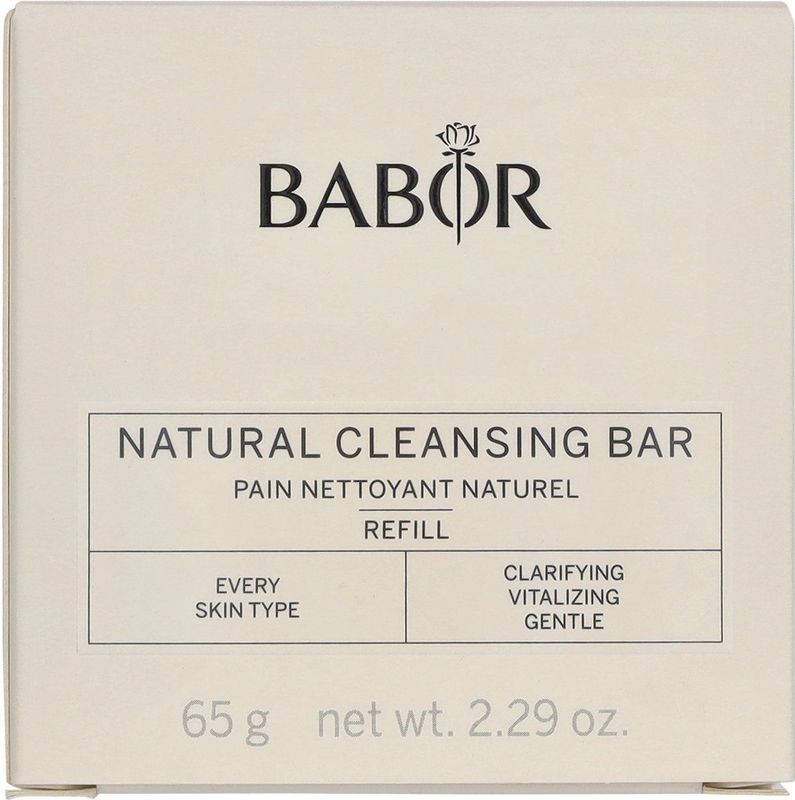 BABOR
NATURAL CLEANSING BAR
PAIN NETTOYANT NATUREL
REFILL
EVERY
SKIN TYPE
CLARIFYING
VITALIZING
GENTLE
65 g net wt. 2.29 oz.